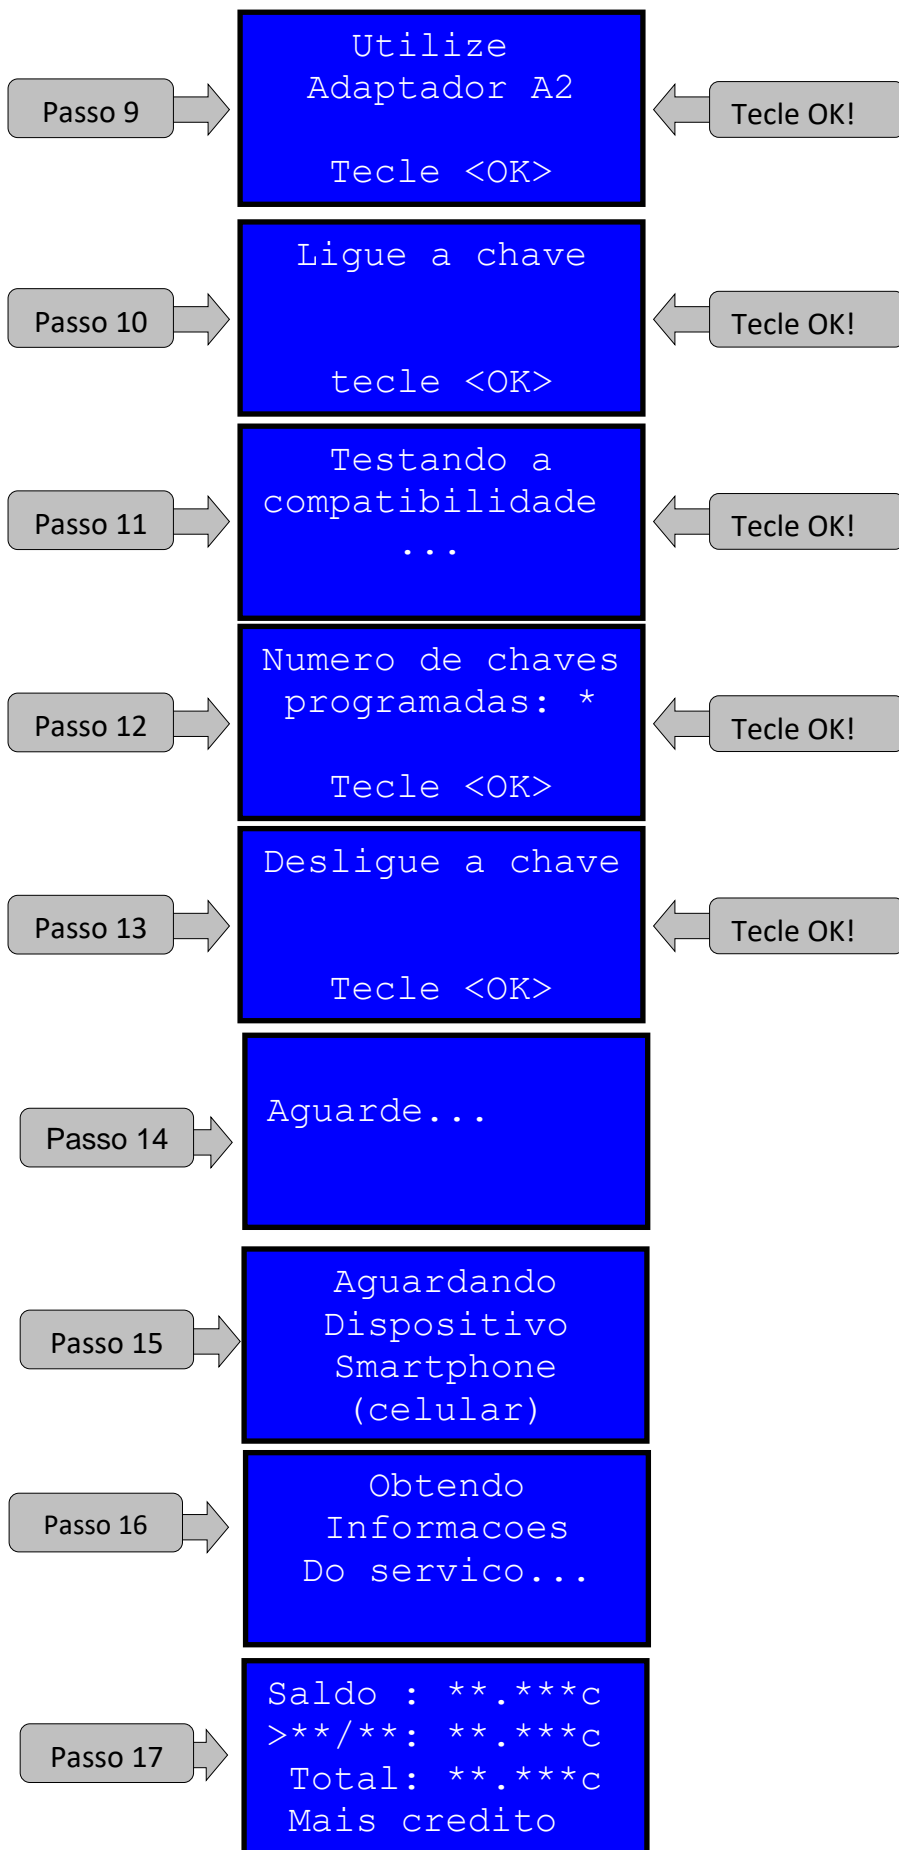 Passo 9
Utilize
Adaptador A2
Tecle <OK>
Tecle OK!
Passo 10
Ligue a chave
tecle <OK>
Tecle OK!
Passo 11
Testando a
compatibilidade
...
Tecle OK!
Passo 12
Numero de chaves
programadas: *
Tecle <OK>
Tecle OK!
Passo 13
Desligue a chave
Tecle <OK>
Tecle OK!
Passo 14
Aguarde...
Passo 15
Aguardando
Dispositivo
Smartphone
(celular)
Passo 16
Obtendo
Informacoes
Do servico...
Passo 17
Saldo : **.***c
>**/**: **.***c
Total: **.***c
Mais credito